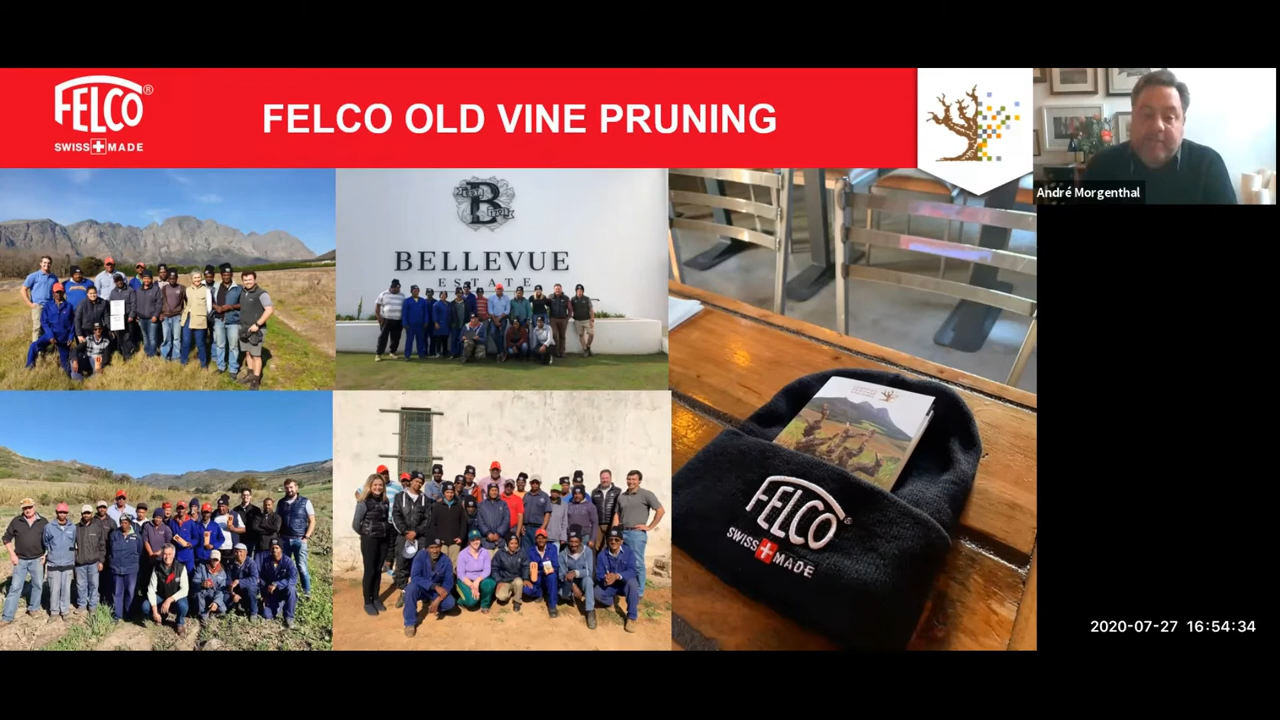 FELCO®
SWISS MADE
FELCO OLD VINE PRUNING
André Morgenthal
B
BELLEVUE
ESTATE
FELCO®
SWISS MADE
2020-07-27 16:54:34